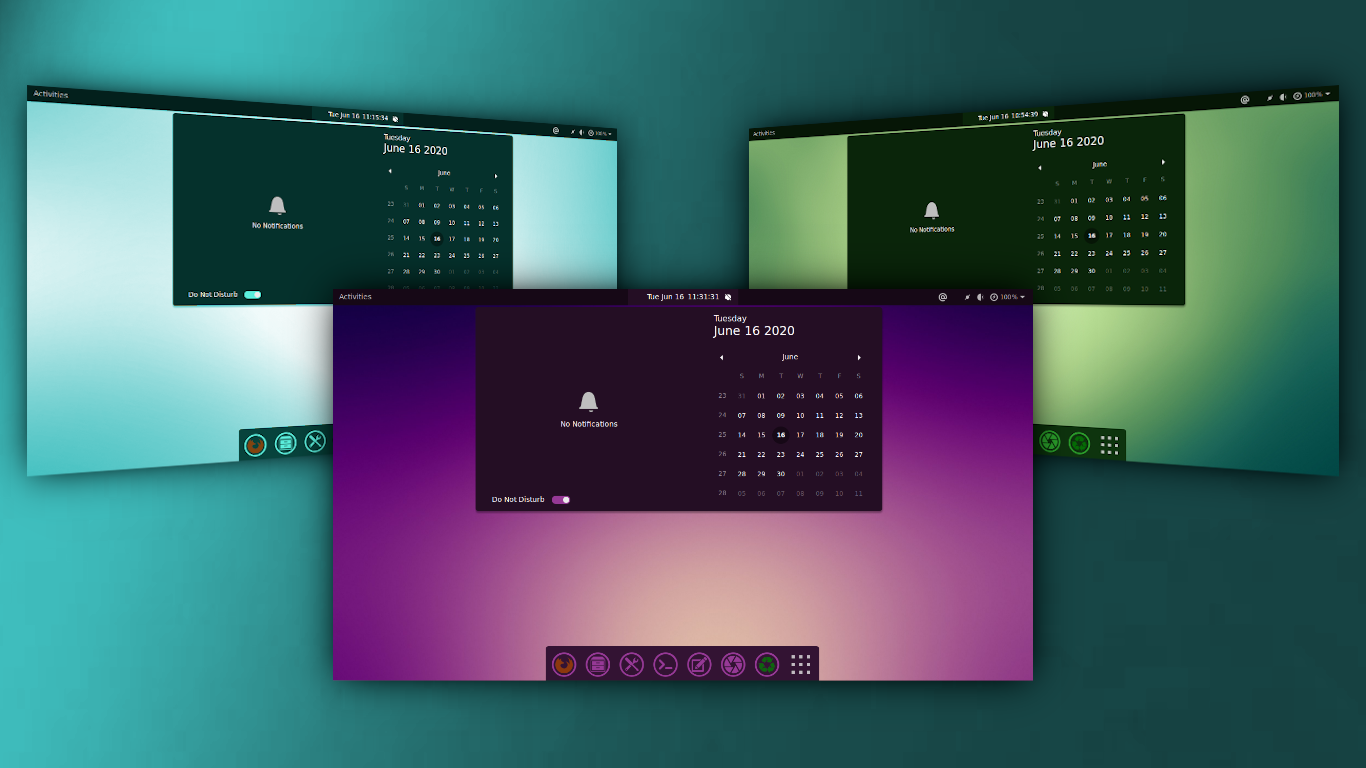 Activities
Tue Jun 16 11:15:34
100%
Tuesday
June 16 2020
June
S M T W T F S
23 31 01 02 03 04 05 06
24 07 08 09 10 11 12 13
25 14 15 16 17 18 19 20
26 21 22 23 24 25 26 27
27 28 29 30 01 02 03 04
No Notifications
Do Not Disturb
Activities
Tue Jun 16 10:54:39
100%
Tuesday
June 16 2020
June
S M T W T F S
23 31 01 02 03 04 05 06
24 07 08 09 10 11 12 13
25 14 15 16 17 18 19 20
26 21 22 23 24 25 26 27
27 28 29 30 01 02 03 04
28 05 06 07 08 09 10 11
No Notifications
Activities
Tue Jun 16 11:31:31
100%
Tuesday
June 16 2020
June
S M T W T F S
23 31 01 02 03 04 05 06
24 07 08 09 10 11 12 13
25 14 15 16 17 18 19 20
26 21 22 23 24 25 26 27
27 28 29 30 01 02 03 04
28 05 06 07 08 09 10 11
No Notifications
Do Not Disturb